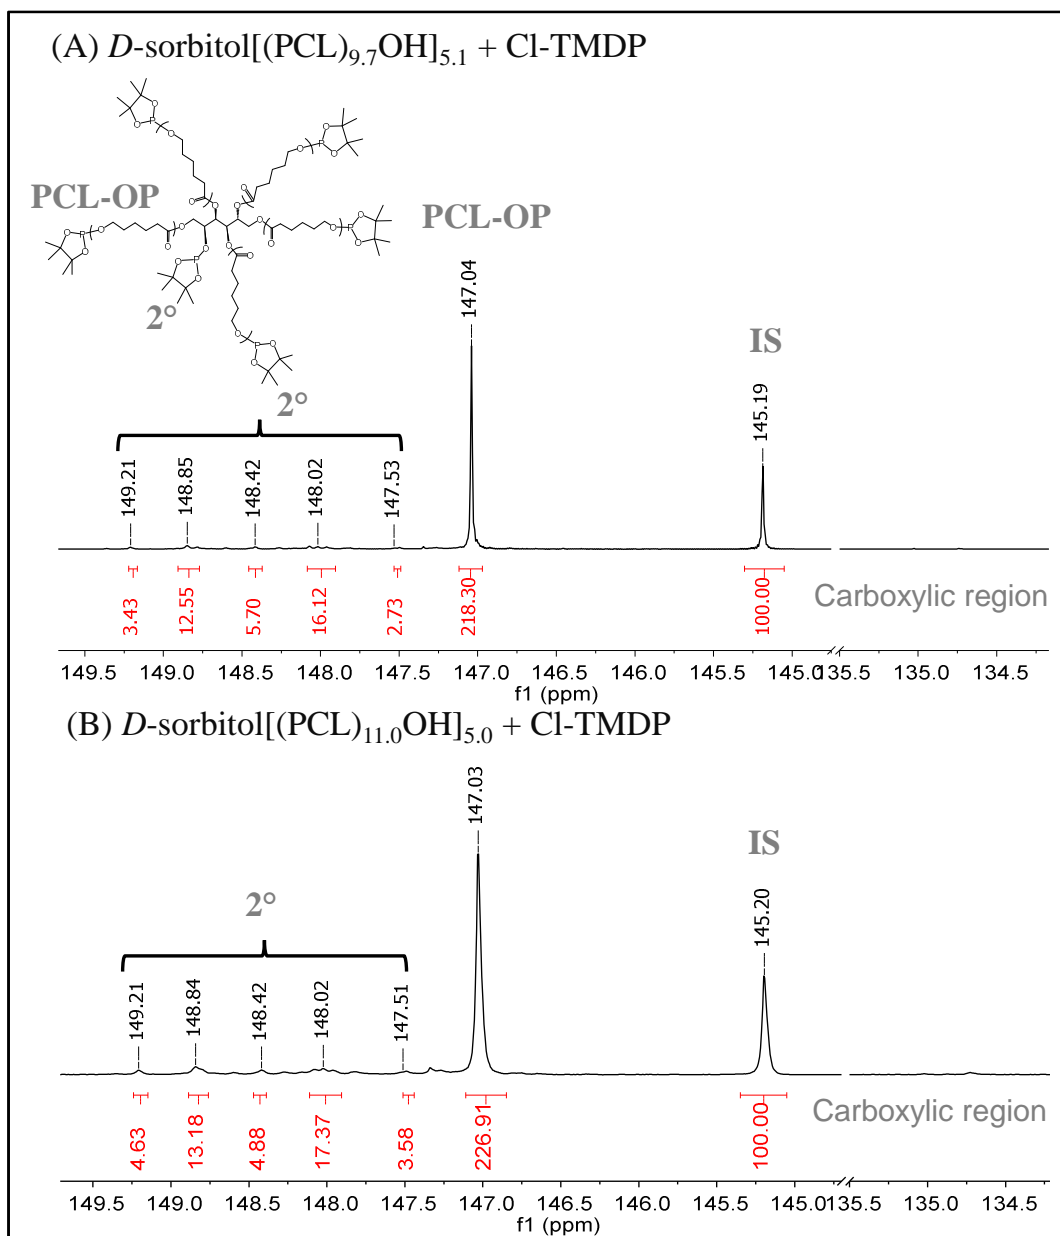 (A) D-sorbitol[(PCL)9.7OH]5.1 + Cl-TMDP
PCL-OP
PCL-OP
2°
2°
IS
149.21
148.85
148.42
148.02
147.53
147.04
145.19
3.43
12.55
5.70
16.12
2.73
218.30
100.00
Carboxylic region
149.5 149.0 148.5 148.0 147.5 147.0 146.5 146.0 145.5 145.0 135.5 135.0 134.5
f1 (ppm)
(B) D-sorbitol[(PCL)11.0OH]5.0 + Cl-TMDP
2°
IS
149.21
148.84
148.42
148.02
147.51
147.03
145.20
4.63
13.18
4.88
17.37
3.58
226.91
100.00
Carboxylic region
149.5 149.0 148.5 148.0 147.5 147.0 146.5 146.0 145.5 145.0 135.5 135.0 134.5
f1 (ppm)